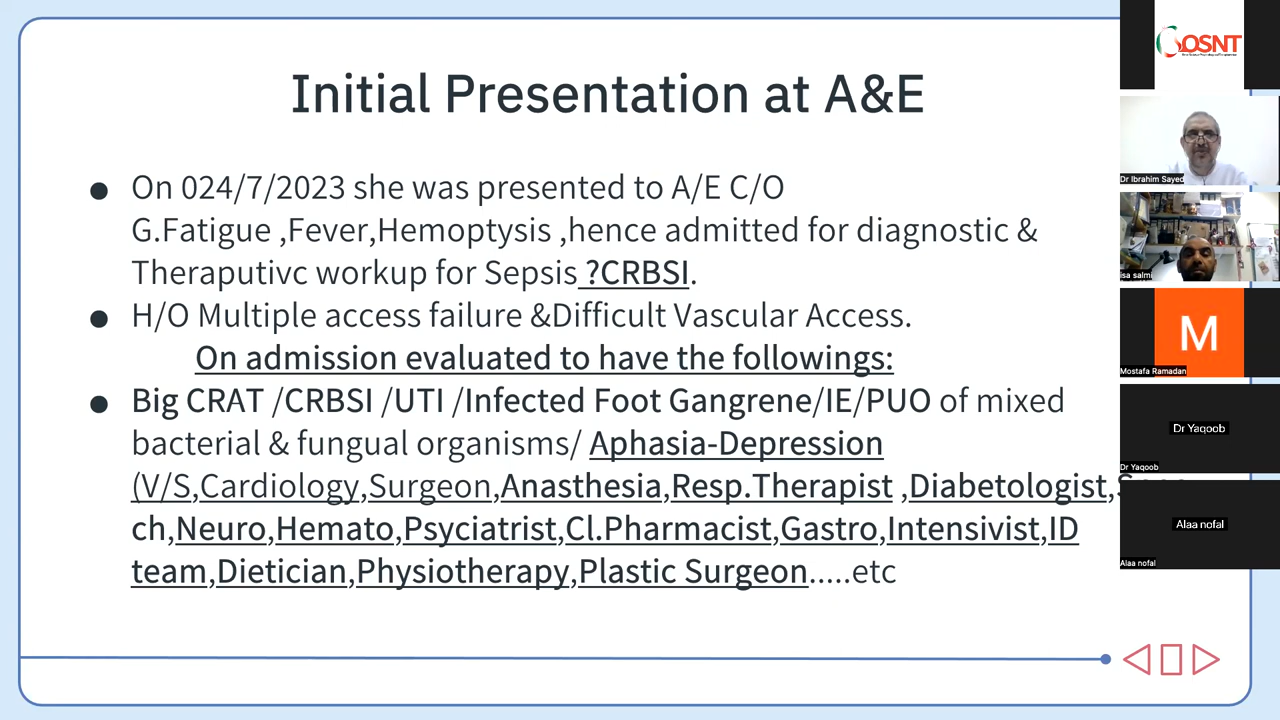 Initial Presentation at A&E
On 024/7/2023 she was presented to A/E C/O
G.Fatigue ,Fever,Hemoptysis ,hence admitted for diagnostic &
Theraputivc workup for Sepsis ?CRBSI.
H/O Multiple access failure &Difficult Vascular Access.
On admission evaluated to have the followings:
Big CRAT /CRBSI /UTI /Infected Foot Gangrene/IE/PUO of mixed
bacterial & fungual organisms/ Aphasia-Depression
(V/S,Cardiology,Surgeon,Anasthesia,Resp.Therapist ,Diabetologist,
ch,Neuro,Hemato,Psyciatrist,Cl.Pharmacist,Gastro,Intensivist,ID
team,Dietician,Physiotherapy,Plastic Surgeon.....etc
OSNT
Dr Ibrahim Sayed
isa salmi
M
Mostafa Ramadan
Dr Yaqoob
Dr Yaqoob
Alaa nofal
Alaa nofal